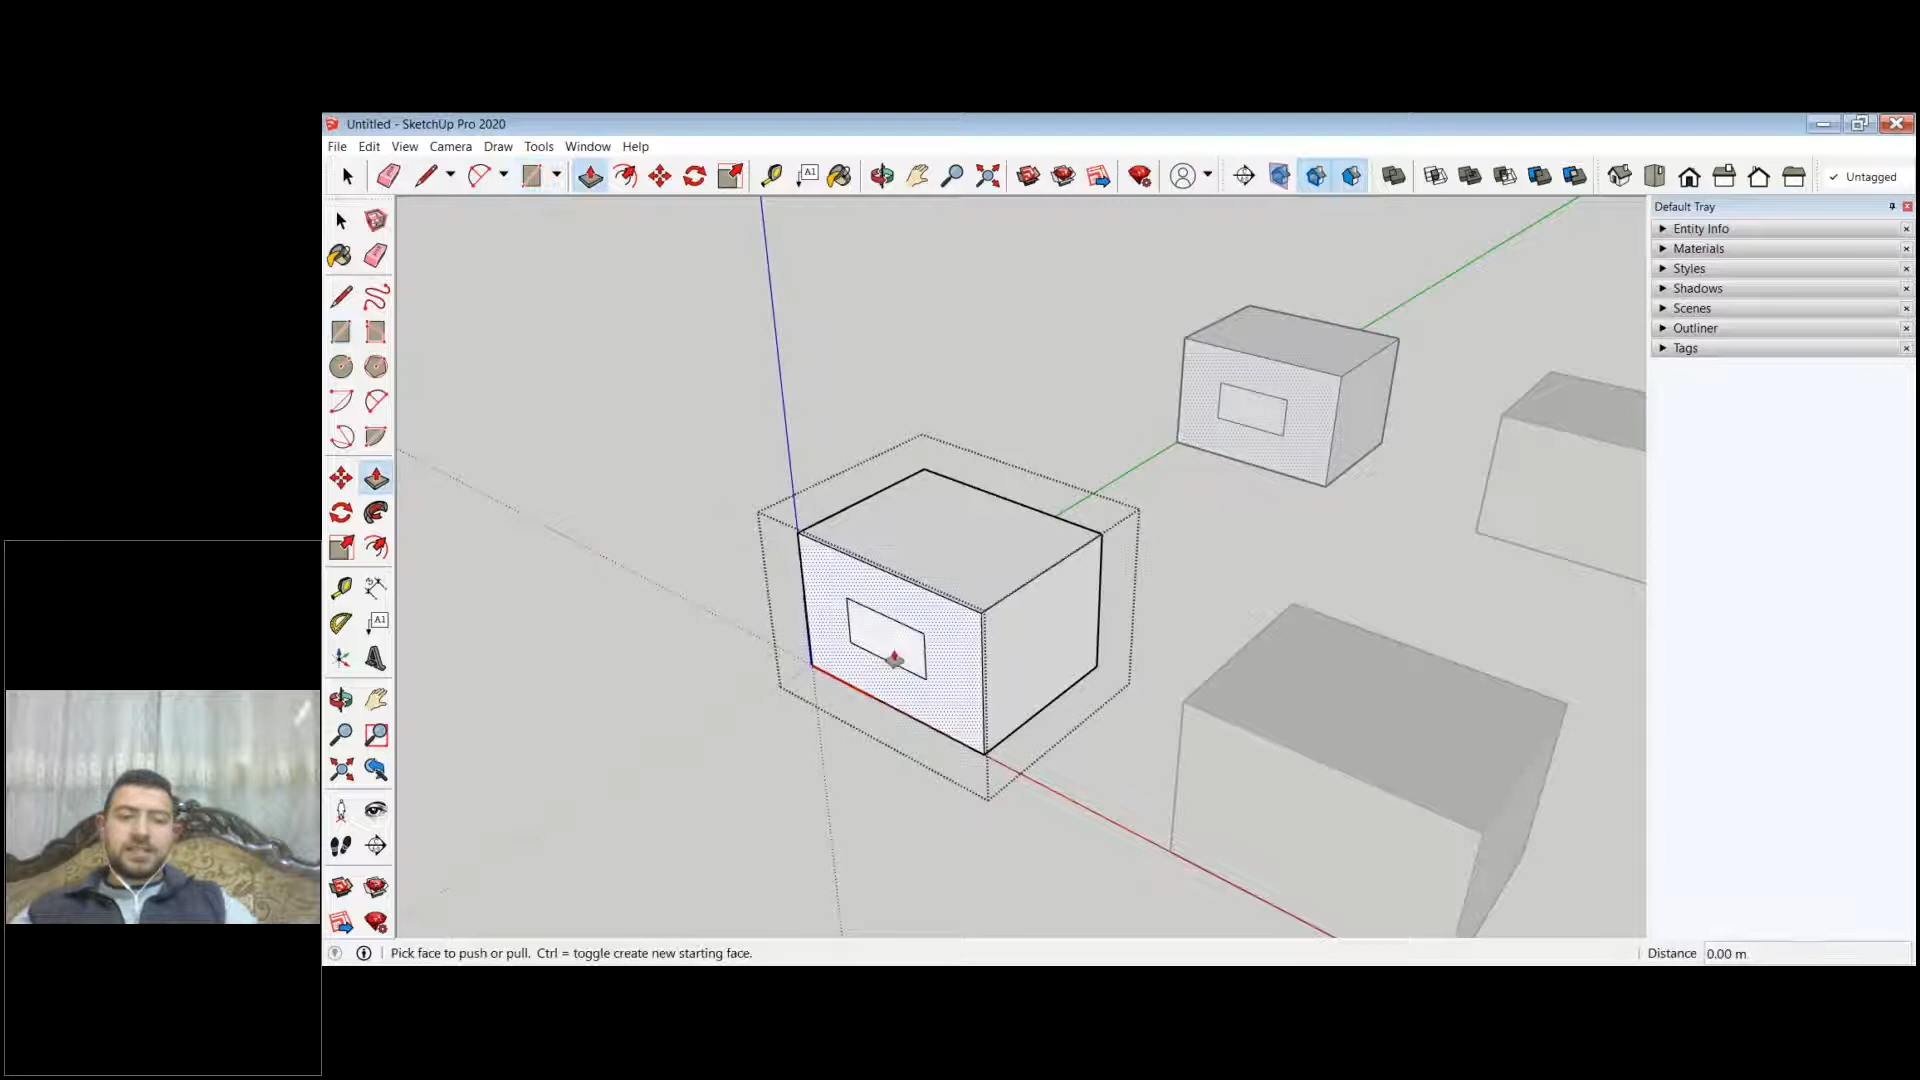 Untitled - SketchUp Pro 2020
File Edit View Camera Draw Tools Window Help
A1
Untagged
Default Tray
Entity Info
Materials
Styles
Shadows
Scenes
Outliner
Tags
A1
Pick face to push or pull. Ctrl = toggle create new starting face.
Distance 0.00 m